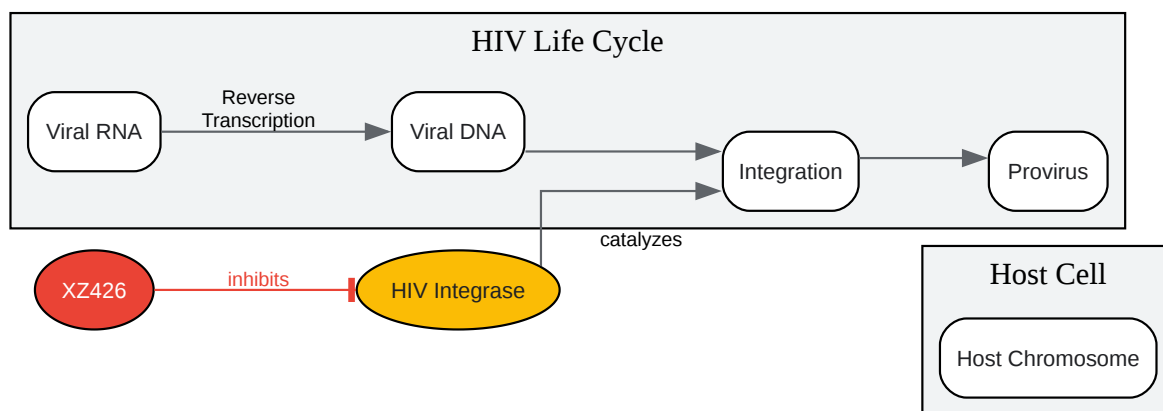 HIV Life Cycle
Reverse
Transcription
Viral RNA
Viral DNA
Integration
Provirus
catalyzes
XZ426
inhibits
HIV Integrase
Host Cell
Host Chromosome